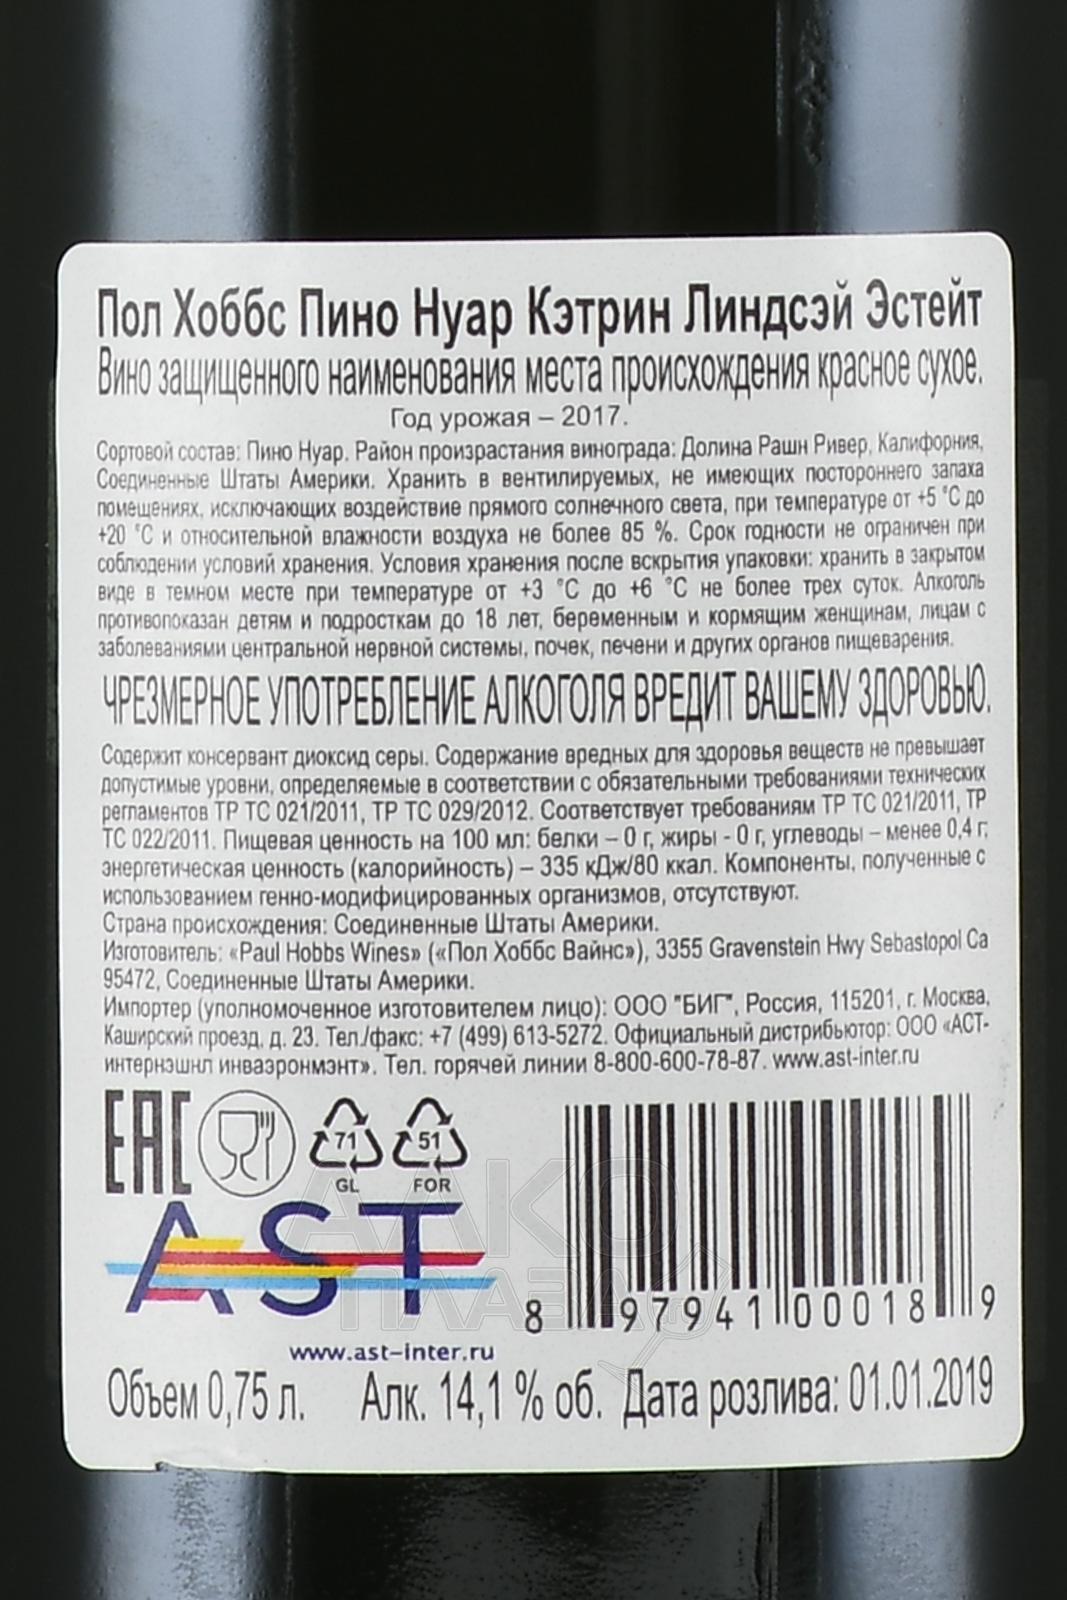 Пол Хоббс Пино Нуар Кэтрин Линдсэй Эстейт
Вино защищенного наименования места происхождения красное сухое.
Год урожая – 2017.
Сортовой состав: Пино Нуар. Район произрастания винограда: Долина Рашн Ривер, Калифорния,
Соединенные Штаты Америки. Хранить в вентилируемых, не имеющих постороннего запаха
помещениях, исключающих воздействие прямого солнечного света, при температуре от +5 °С до
+20 °С и относительной влажности воздуха не более 85 %. Срок годности не ограничен при
соблюдении условий хранения. Условия хранения после вскрытия упаковки: хранить в закрытом
виде в темном месте при температуре от +3 °С до +6 °С не более трех суток. Алкоголь
противопоказан детям и подросткам до 18 лет, беременным и кормящим женщинам, лицам с
заболеваниями центральной нервной системы, почек, печени и других органов пищеварения.
ЧРЕЗМЕРНОЕ УПОТРЕБЛЕНИЕ АЛКОГОЛЯ ВРЕДИТ ВАШЕМУ ЗДОРОВЬЮ.
Содержит консервант диоксид серы. Содержание вредных для здоровья веществ не превышает
допустимые уровни, определяемые в соответствии с обязательными требованиями технических
регламентов ТР ТС 021/2011, ТР ТС 029/2012. Соответствует требованиям ТР ТС 021/2011, ТР
ТС 022/2011. Пищевая ценность на 100 мл: белки – 0 г, жиры - 0 г, углеводы – менее 0,4 г;
энергетическая ценность (калорийность) – 335 кДж/80 ккал. Компоненты, полученные с
использованием генно-модифицированных организмов, отсутствуют.
Страна происхождения: Соединенные Штаты Америки.
Изготовитель: «Paul Hobbs Wines» («Пол Хоббс Вайнс»), 3355 Gravenstein Hwy Sebastopol Ca
95472, Соединенные Штаты Америки.
Импортер (уполномоченное изготовителем лицо): ООО "БИГ", Россия, 115201, г. Москва,
Каширский проезд, д. 23. Тел./факс: +7 (499) 613-5272. Официальный дистрибьютор: ООО «АСТ-
интернэшнл инваэронмэнт». Тел. горячей линии 8-800-600-78-87. www.ast-inter.ru
EAC 71 GL 51 FOR
AST
АЛКО
ПЛАЗА
8 97941 00018 9
www.ast-inter.ru
Объем 0,75 л. Алк. 14,1 % об. Дата розлива: 01.01.2019